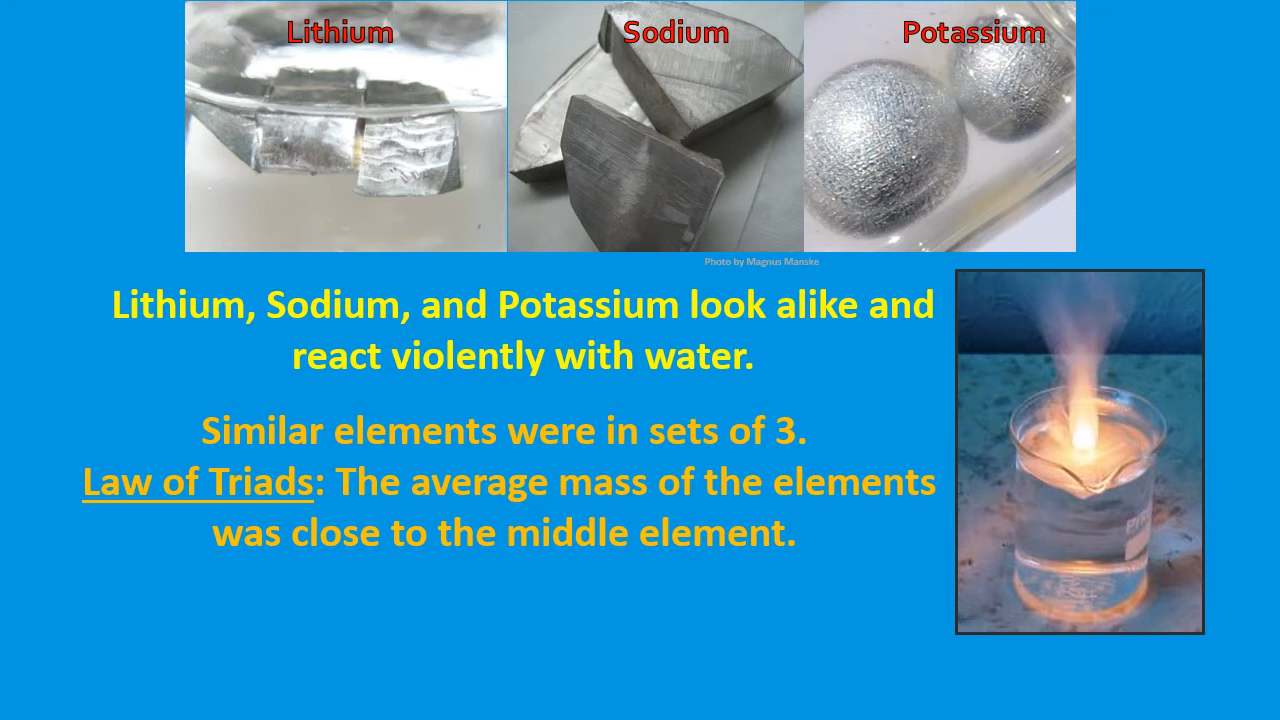 Lithium
Sodium
Potassium
Photo by Magnus Manske
Lithium, Sodium, and Potassium look alike and
react violently with water.
Similar elements were in sets of 3.
Law of Triads: The average mass of the elements
was close to the middle element.